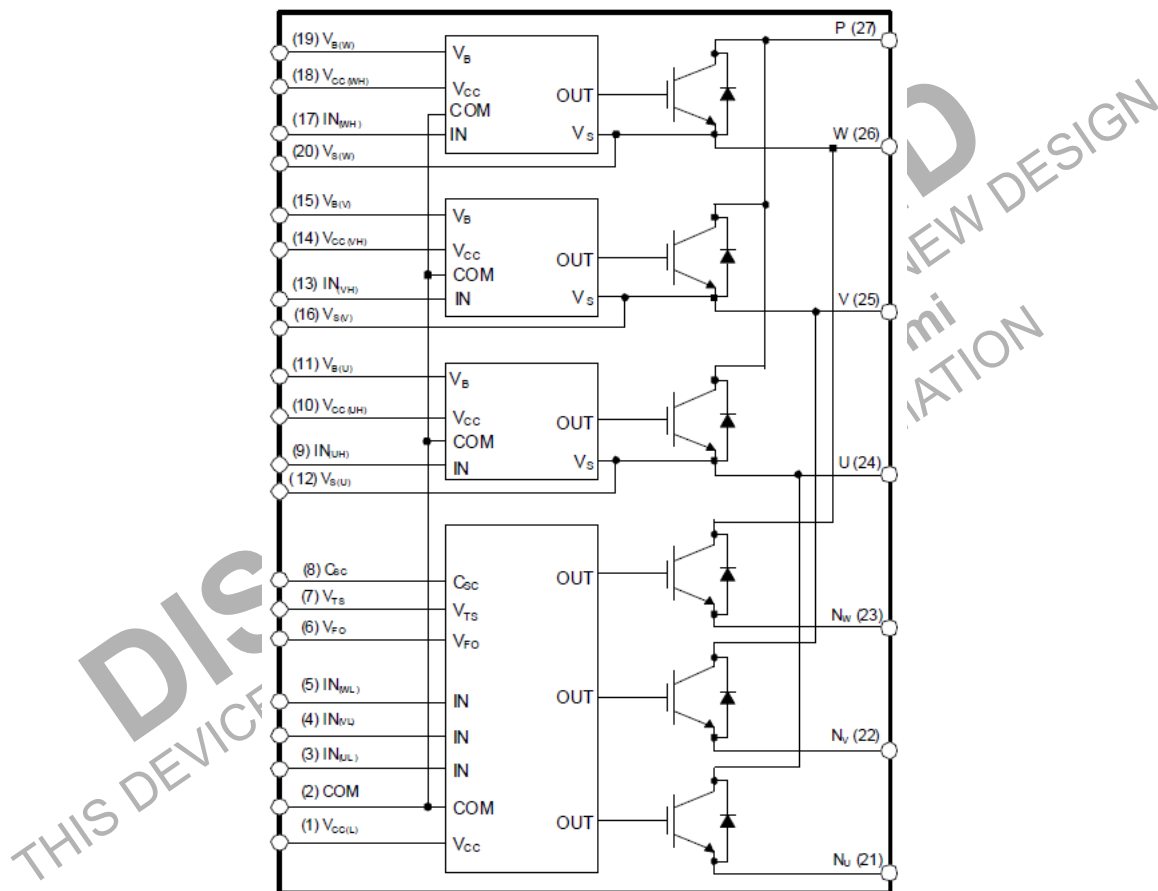 (19) VB(W)
VB
P (27)
(18) VCC(WH)
VCC
COM
OUT
(17) IN(WH)
IN
VS
W (26)
(20) VS(W)
(15) VB(V)
VB
(14) VCC(VH)
VCC
COM
OUT
(13) IN(VH)
IN
VS
V (25)
(16) VS(V)
(11) VB(U)
VB
(10) VCC(UH)
VCC
COM
OUT
(9) IN(UH)
IN
VS
U (24)
(12) VS(U)
(8) CSC
CSC
OUT
(7) VTS
VTS
(6) VFO
VFO
NW (23)
(5) IN(WL)
IN
OUT
(4) IN(VL)
IN
NV (22)
(3) IN(UL)
IN
(2) COM
COM
OUT
(1) VCC(L)
VCC
NU (21)
DIS
D
THIS DEVICE
NEW DESIGN
mi
MATION